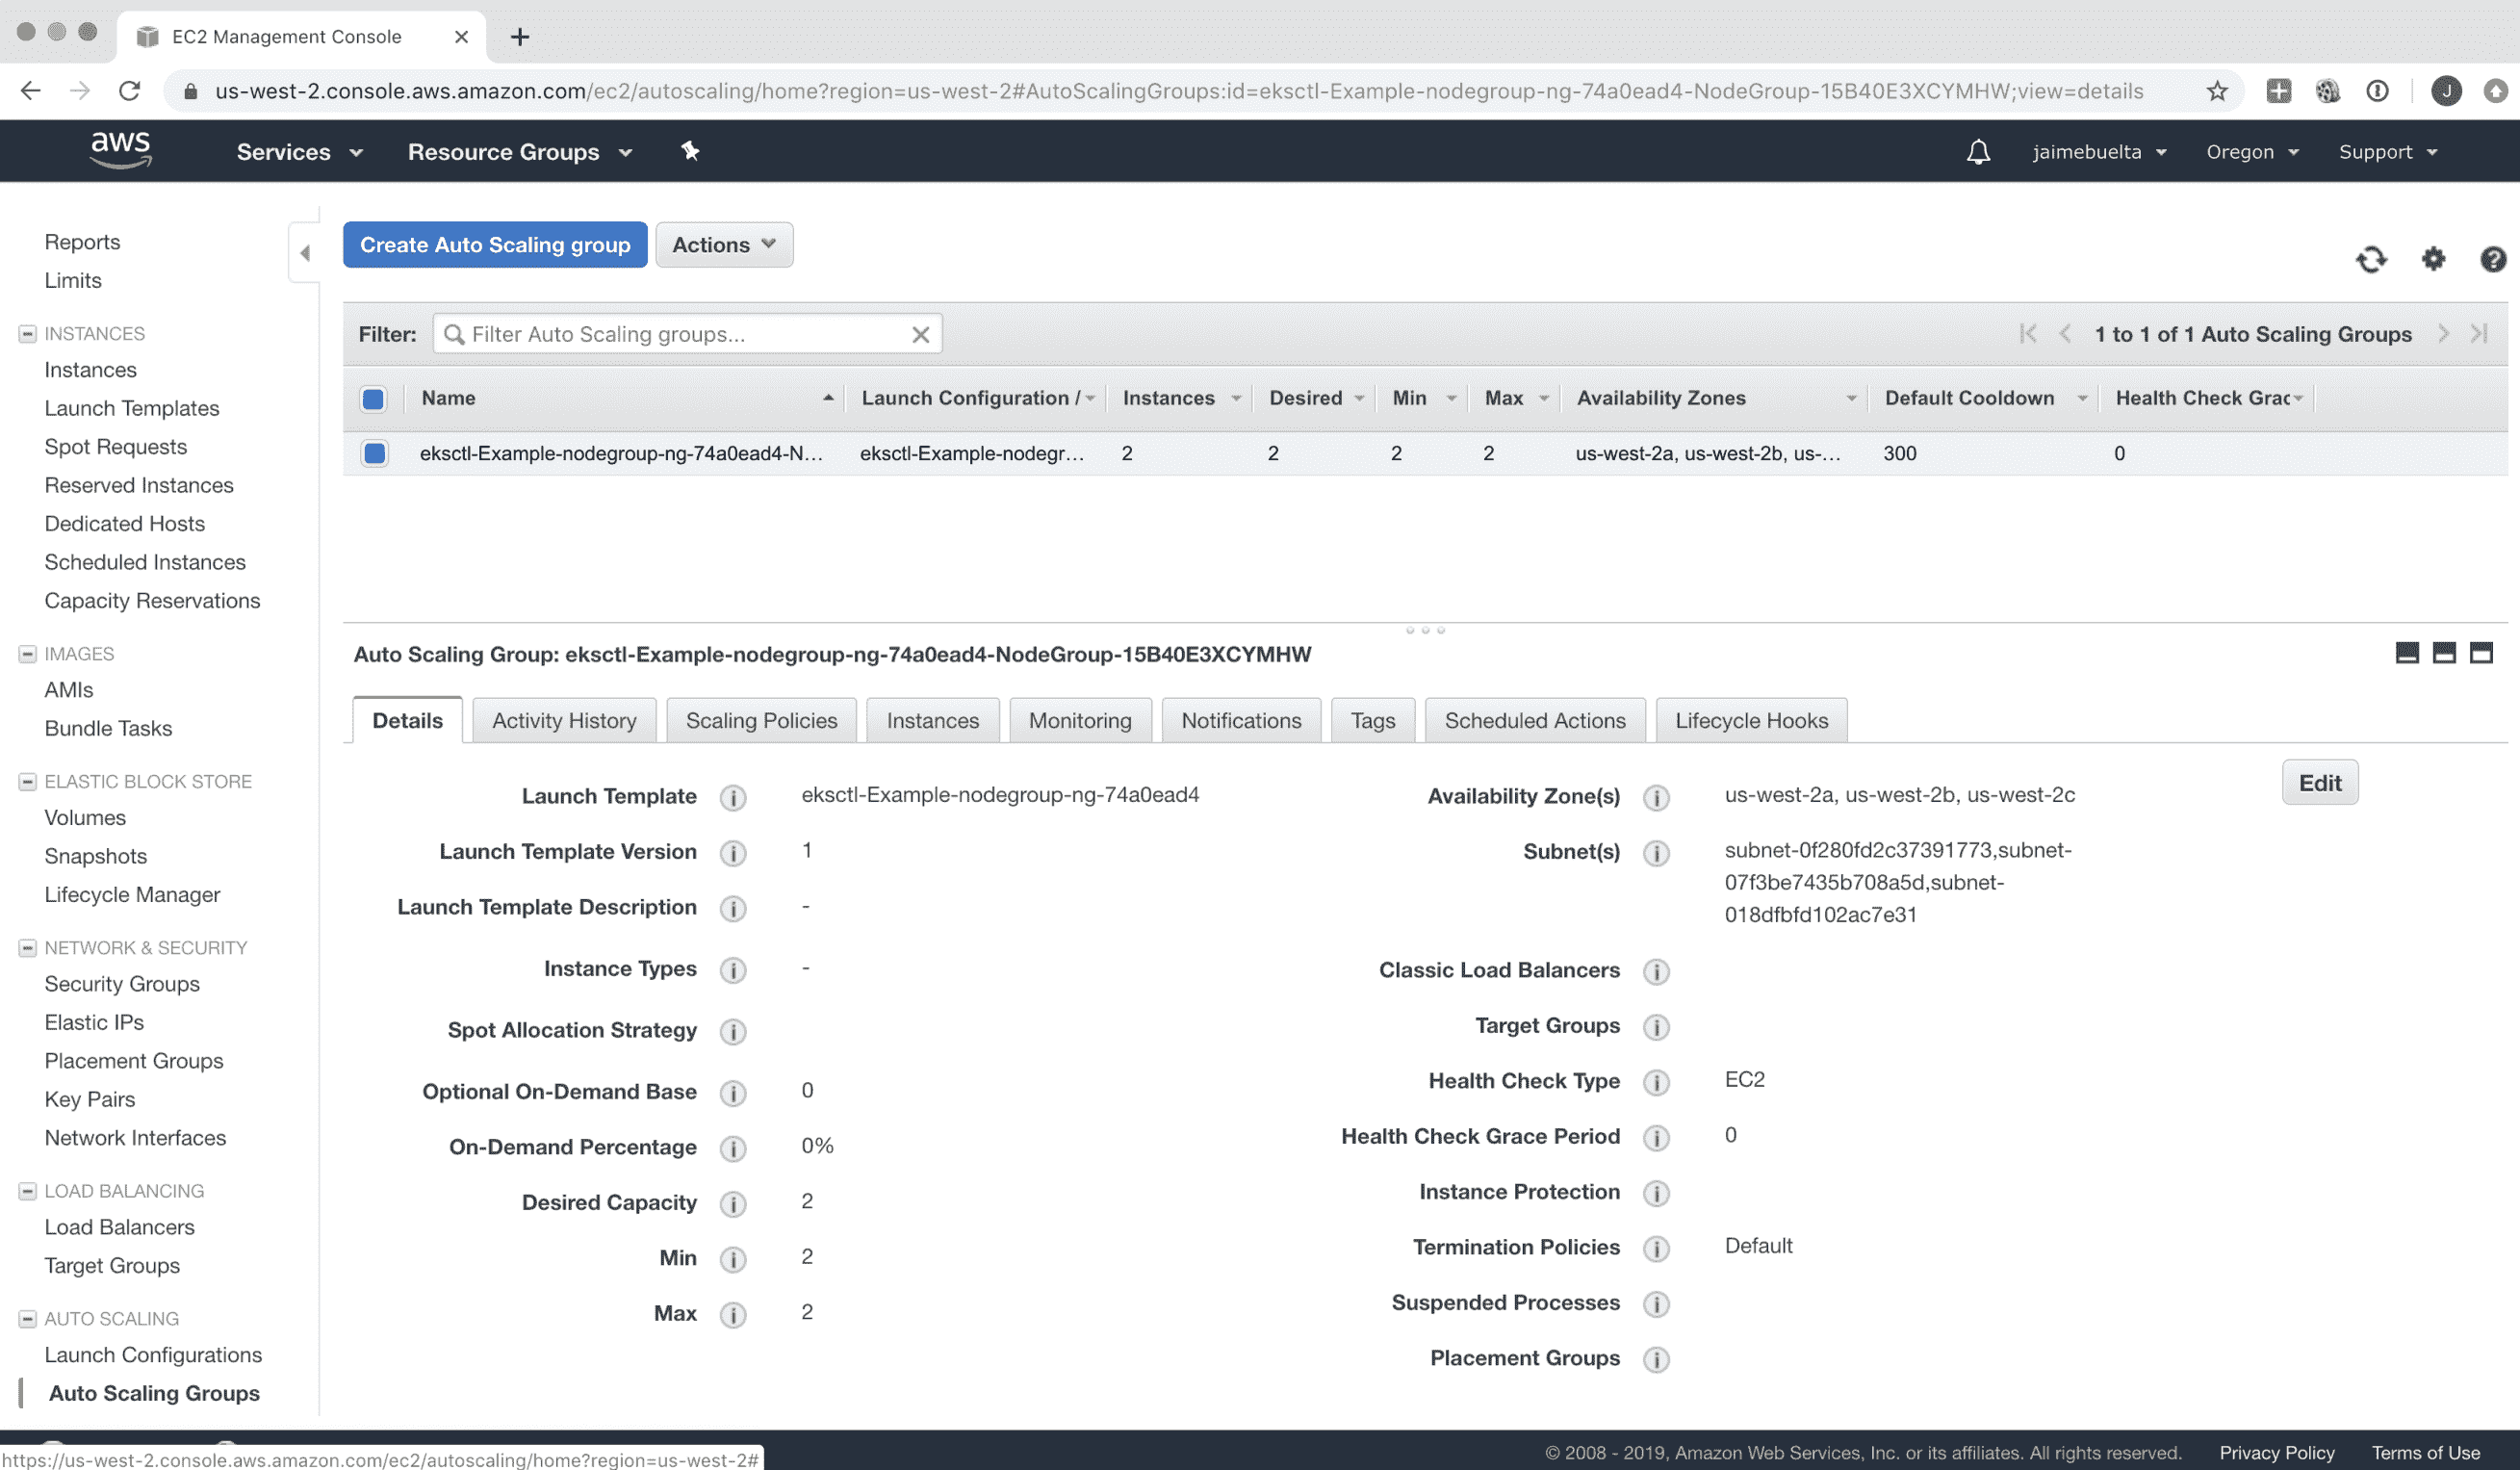 EC2 Management Console
us-west-2.console.aws.amazon.com/ec2/autoscaling/home?region=us-west-2#AutoScalingGroups:id=eksctl-Example-nodegroup-ng-74a0ead4-NodeGroup-15B40E3XCYMHW;view=details
J
aws Services Resource Groups jaimebuelta Oregon Support
Reports
Limits
INSTANCES
Instances
Launch Templates
Spot Requests
Reserved Instances
Dedicated Hosts
Scheduled Instances
Capacity Reservations
IMAGES
AMIs
Bundle Tasks
ELASTIC BLOCK STORE
Volumes
Snapshots
Lifecycle Manager
NETWORK & SECURITY
Security Groups
Elastic IPs
Placement Groups
Key Pairs
Network Interfaces
LOAD BALANCING
Load Balancers
Target Groups
AUTO SCALING
Launch Configurations
Auto Scaling Groups
Create Auto Scaling group Actions
Filter: Filter Auto Scaling groups... 1 to 1 of 1 Auto Scaling Groups
Name Launch Configuration / Instances Desired Min Max Availability Zones Default Cooldown Health Check Grac
eksctl-Example-nodegroup-ng-74a0ead4-N... eksctl-Example-nodegr... 2 2 2 2 us-west-2a, us-west-2b, us-... 300 0
Auto Scaling Group: eksctl-Example-nodegroup-ng-74a0ead4-NodeGroup-15B40E3XCYMHW
Details Activity History Scaling Policies Instances Monitoring Notifications Tags Scheduled Actions Lifecycle Hooks
Edit
Launch Template eksctl-Example-nodegroup-ng-74a0ead4
Launch Template Version 1
Launch Template Description -
Instance Types -
Spot Allocation Strategy
Optional On-Demand Base 0
On-Demand Percentage 0%
Desired Capacity 2
Min 2
Max 2
Availability Zone(s) us-west-2a, us-west-2b, us-west-2c
Subnet(s) subnet-0f280fd2c37391773,subnet-
07f3be7435b708a5d,subnet-
018dfbfd102ac7e31
Classic Load Balancers
Target Groups
Health Check Type EC2
Health Check Grace Period 0
Instance Protection
Termination Policies Default
Suspended Processes
Placement Groups
https://us-west-2.console.aws.amazon.com/ec2/autoscaling/home?region=us-west-2#
© 2008 - 2019, Amazon Web Services, Inc. or its affiliates. All rights reserved. Privacy Policy Terms of Use